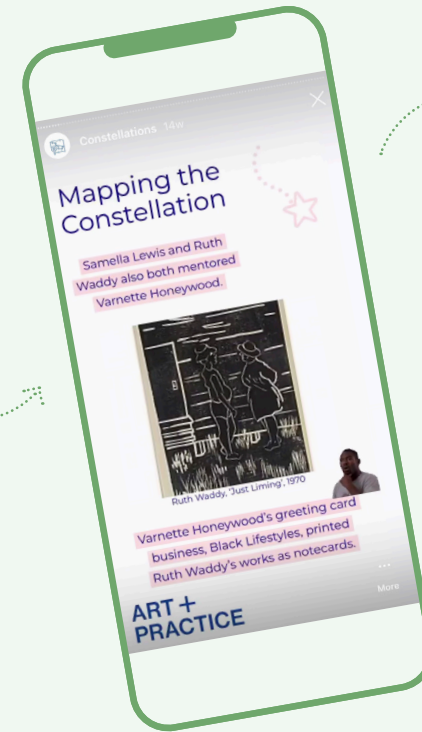 Constellations 14w
Mapping the
Constellation
Samella Lewis and Ruth
Waddy also both mentored
Varnette Honeywood.
Ruth Waddy, 'Just Liming', 1970
Varnette Honeywood's greeting card
business, Black Lifestyles, printed
Ruth Waddy's works as notecards.
More
ART +
PRACTICE